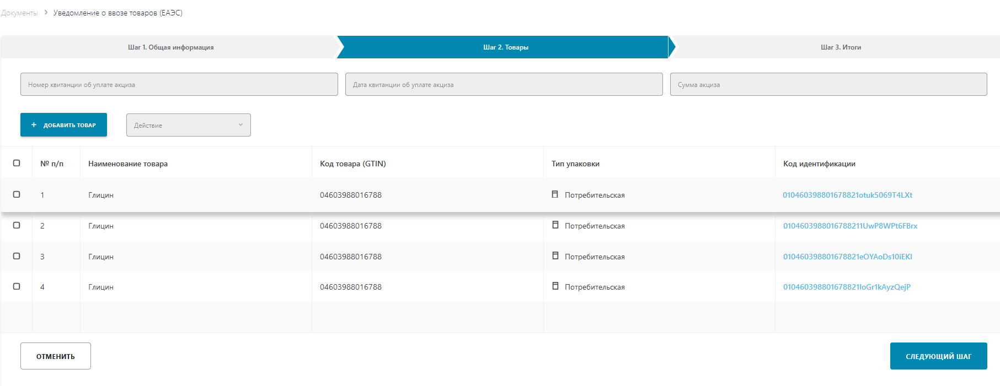 Документы > Уведомление о ввозе товаров (ЕАЭС)
Шаг 1. Общая информация Шаг 2. Товары Шаг 3. Итоги
Номер квитанции об уплате акциза Дата квитанции об уплате акциза Сумма акциза
+ ДОБАВИТЬ ТОВАР Действие
№ п/п Наименование товара Код товара (GTIN) Тип упаковки Код идентификации
1 Глицин 04603988016788 Потребительская 010460398801678821otuk5069T4LXt
2 Глицин 04603988016788 Потребительская 0104603988016788211UwP8WPt6FBrx
3 Глицин 04603988016788 Потребительская 010460398801678821eOYAoDs10iEKI
4 Глицин 04603988016788 Потребительская 010460398801678821IoGr1kAyzQejP
ОТМЕНИТЬ СЛЕДУЮЩИЙ ШАГ